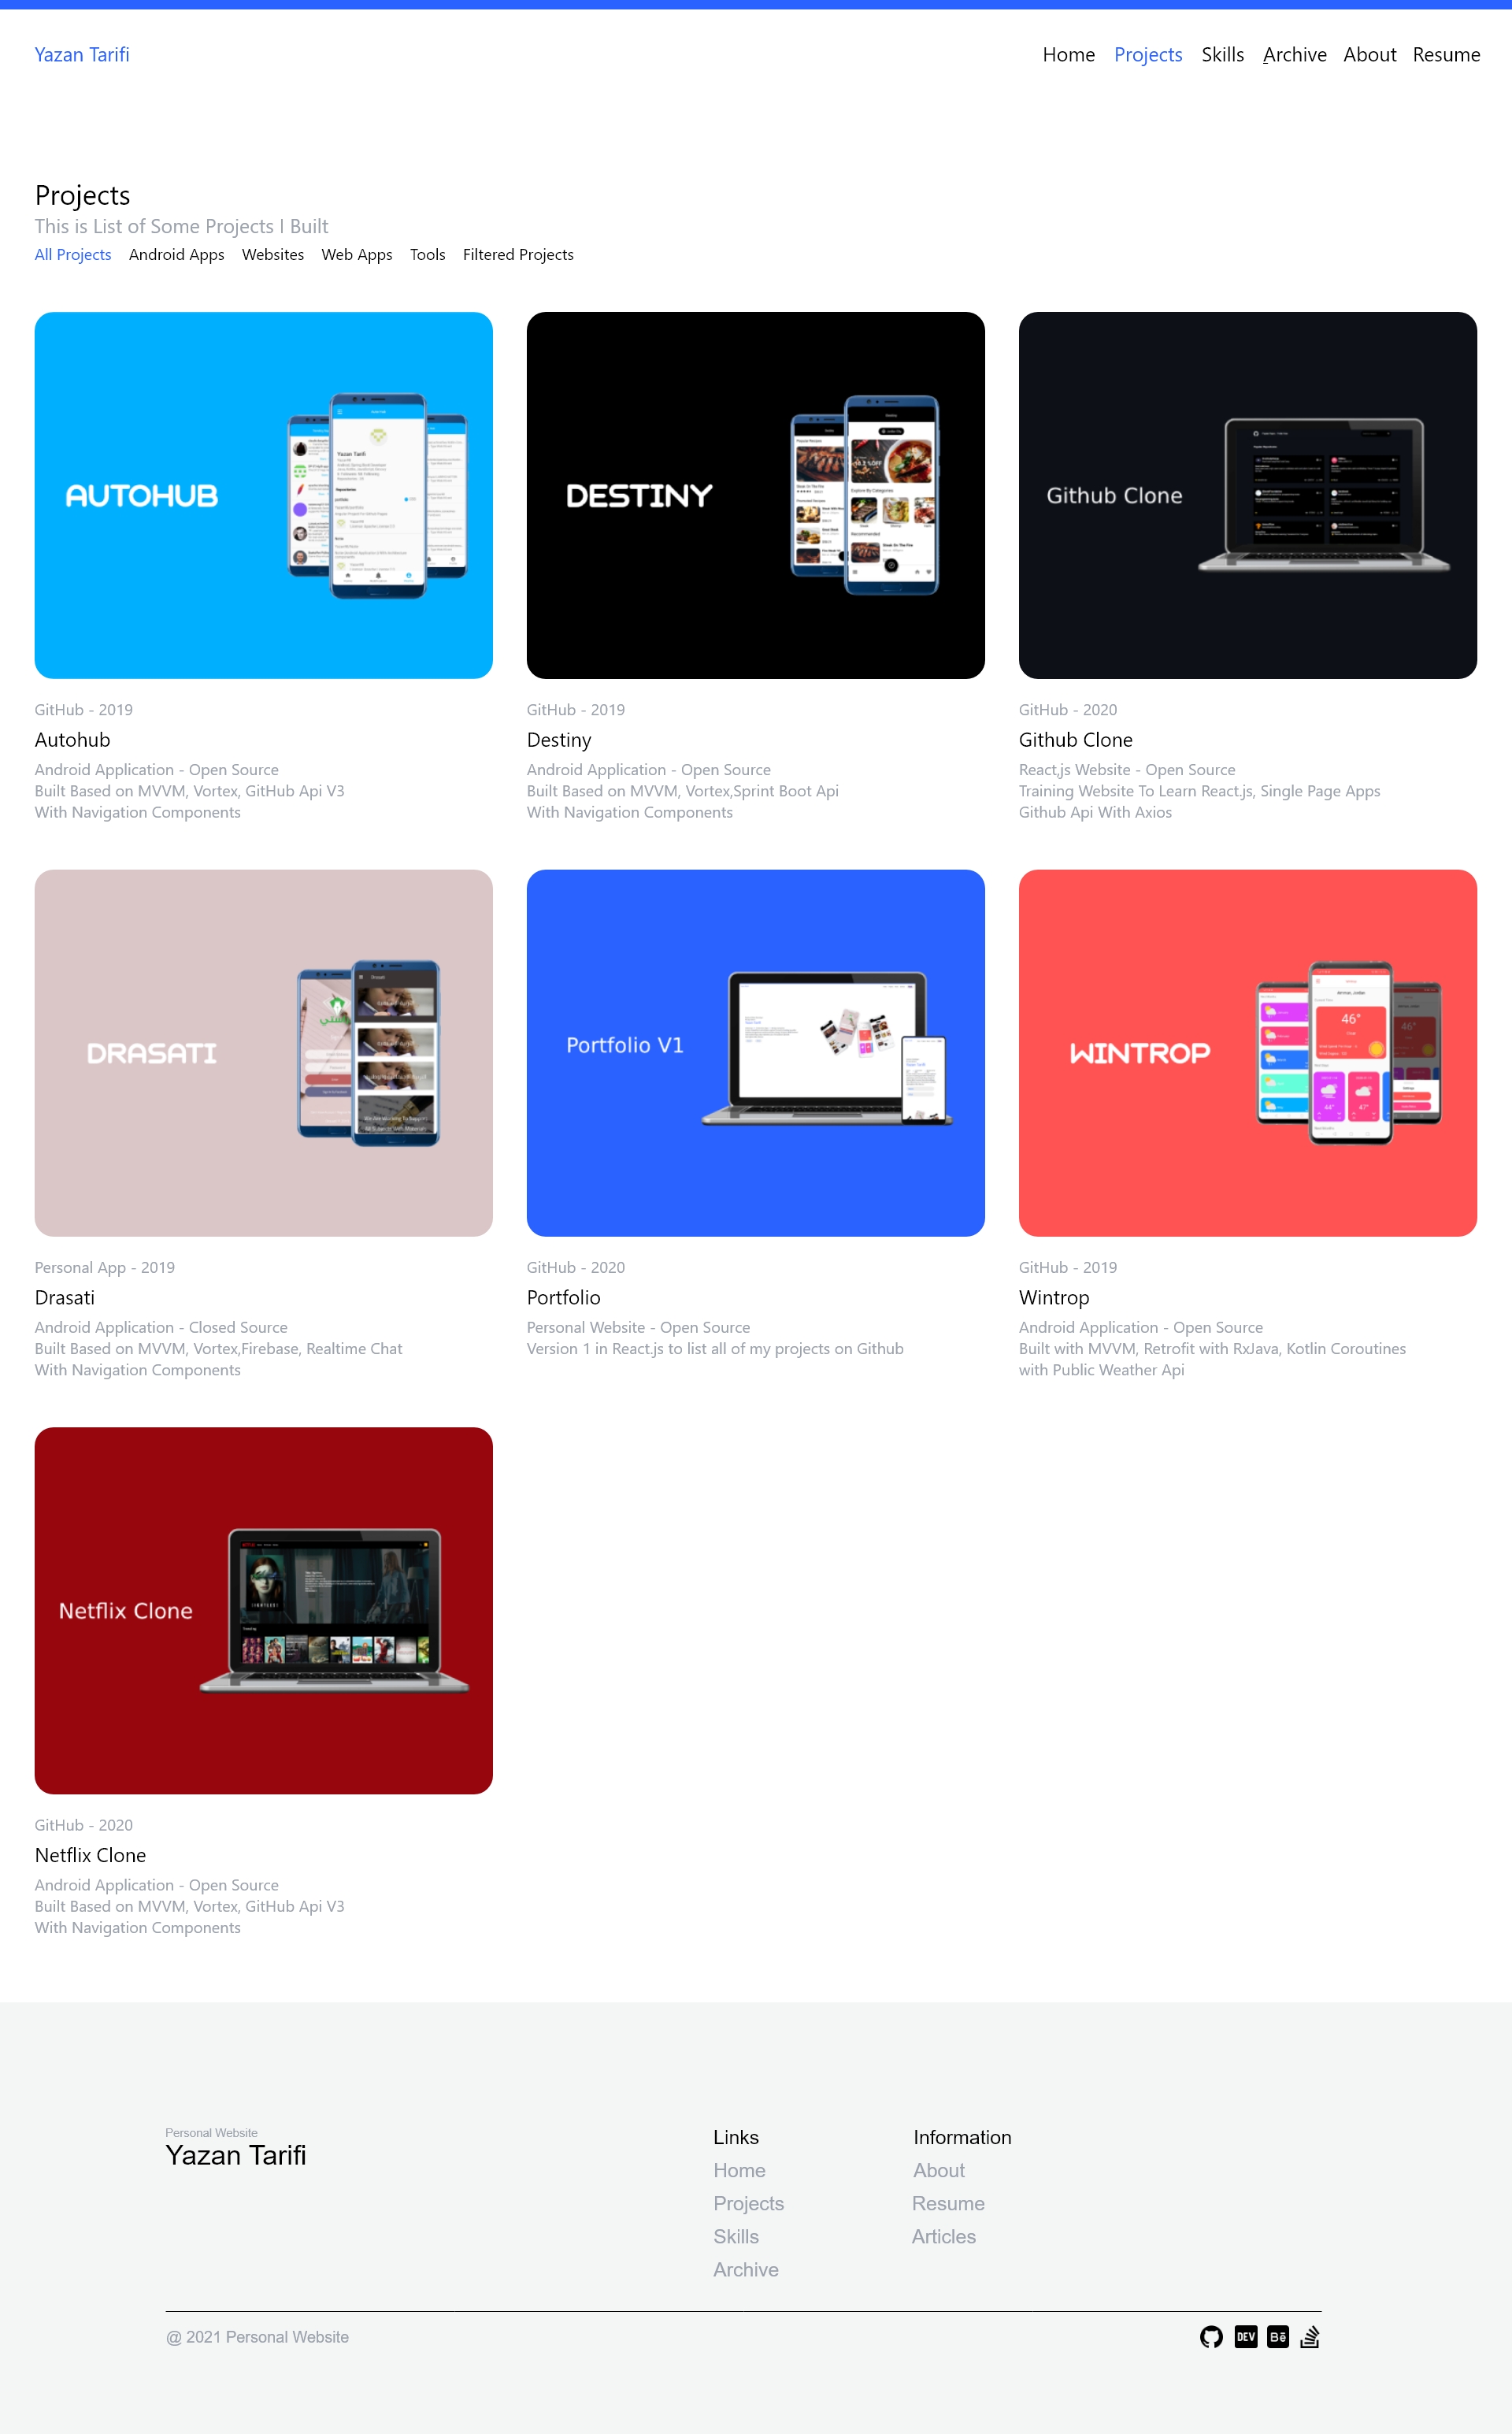 Yazan Tarifi
Home Projects Skills Archive About Resume
Projects
This is List of Some Projects I Built
All Projects Android Apps Websites Web Apps Tools Filtered Projects
AUTOHUB
DESTINY
Github Clone
GitHub - 2019
Autohub
Android Application - Open Source
Built Based on MVVM, Vortex, GitHub Api V3
With Navigation Components
GitHub - 2019
Destiny
Android Application - Open Source
Built Based on MVVM, Vortex,Sprint Boot Api
With Navigation Components
GitHub - 2020
Github Clone
React.js Website - Open Source
Training Website To Learn React.js, Single Page Apps
Github Api With Axios
DRASATI
Portfolio V1
WINTROP
46°
Personal App - 2019
Drasati
Android Application - Closed Source
Built Based on MVVM, Vortex,Firebase, Realtime Chat
With Navigation Components
GitHub - 2020
Portfolio
Personal Website - Open Source
Version 1 in React.js to list all of my projects on Github
GitHub - 2019
Wintrop
Android Application - Open Source
Built with MVVM, Retrofit with RxJava, Kotlin Coroutines
with Public Weather Api
Netflix Clone
GitHub - 2020
Netflix Clone
Android Application - Open Source
Built Based on MVVM, Vortex, GitHub Api V3
With Navigation Components
Personal Website
Yazan Tarifi
Links
Home
Projects
Skills
Archive
Information
About
Resume
Articles
@ 2021 Personal Website
DEV
Bē